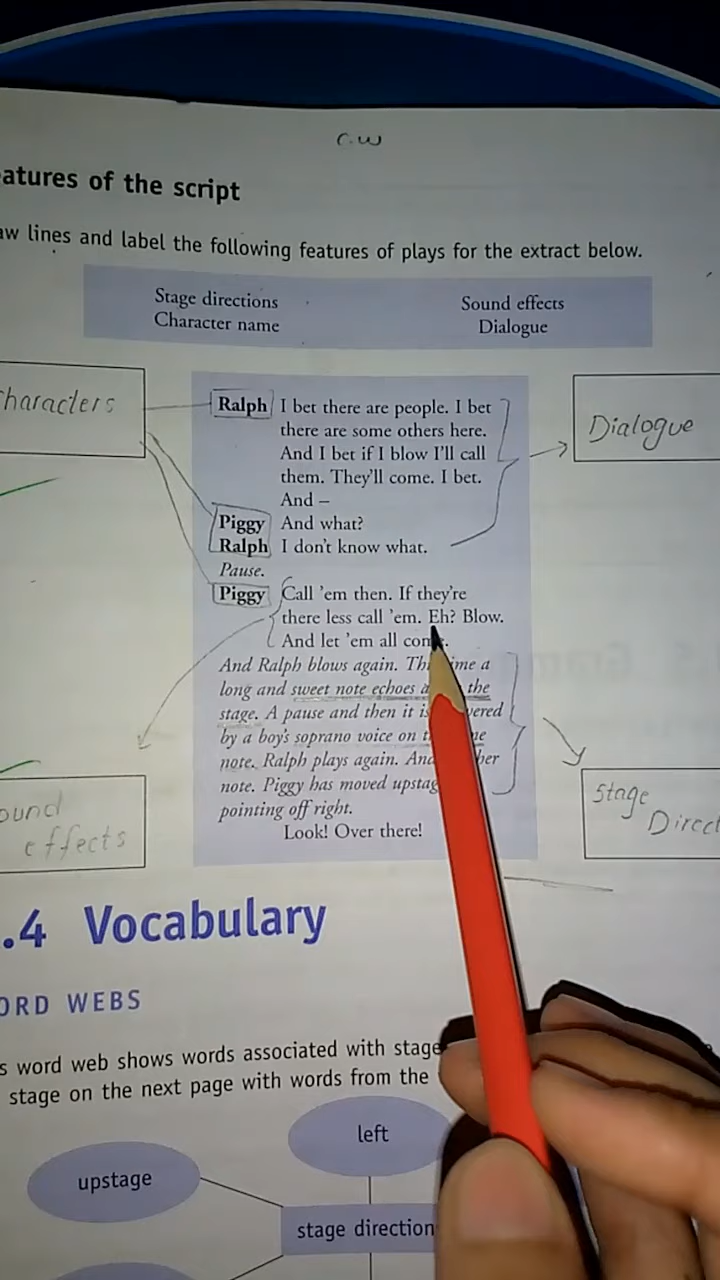 C.W
eatures of the script
aw lines and label the following features of plays for the extract below.
Stage directions
Sound effects
Character name
Dialogue
haracters
Dialogue
Ralph I bet there are people. I bet
there are some others here.
And I bet if I blow I'll call
them. They'll come. I bet.
And –
Piggy And what?
Ralph I don't know what.
Pause.
Piggy Call 'em then. If they're
there less call 'em. Eh? Blow.
And let 'em all
And Ralph blows again. a
long and sweet note echoes the
stage. A pause and then it
by a boy's soprano voice on
note. Ralph plays again.
note. Piggy has moved
pointing off right.
Look! Over there!
ound
effects
Stage
Direct
.4 Vocabulary
ORD WEBS
s word web shows words associated with stage
stage on the next page with words from the
left
upstage
stage direction